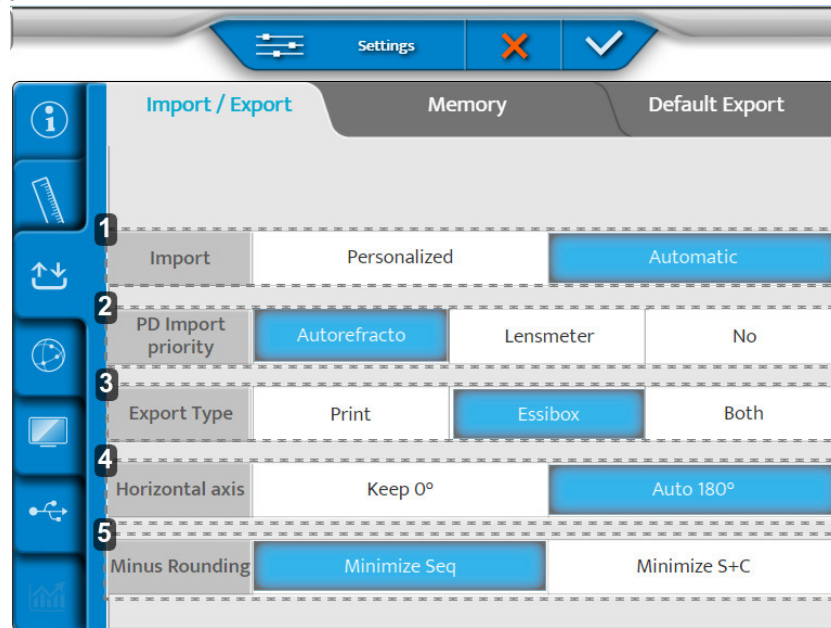 Settings
Import / Export Memory Default Export
1
Import Personalized Automatic
2
PD Import
priority Autorefracto Lensmeter No
3
Export Type Print Essibox Both
4
Horizontal axis Keep 0° Auto 180°
5
Minus Rounding Minimize Seq Minimize S+C